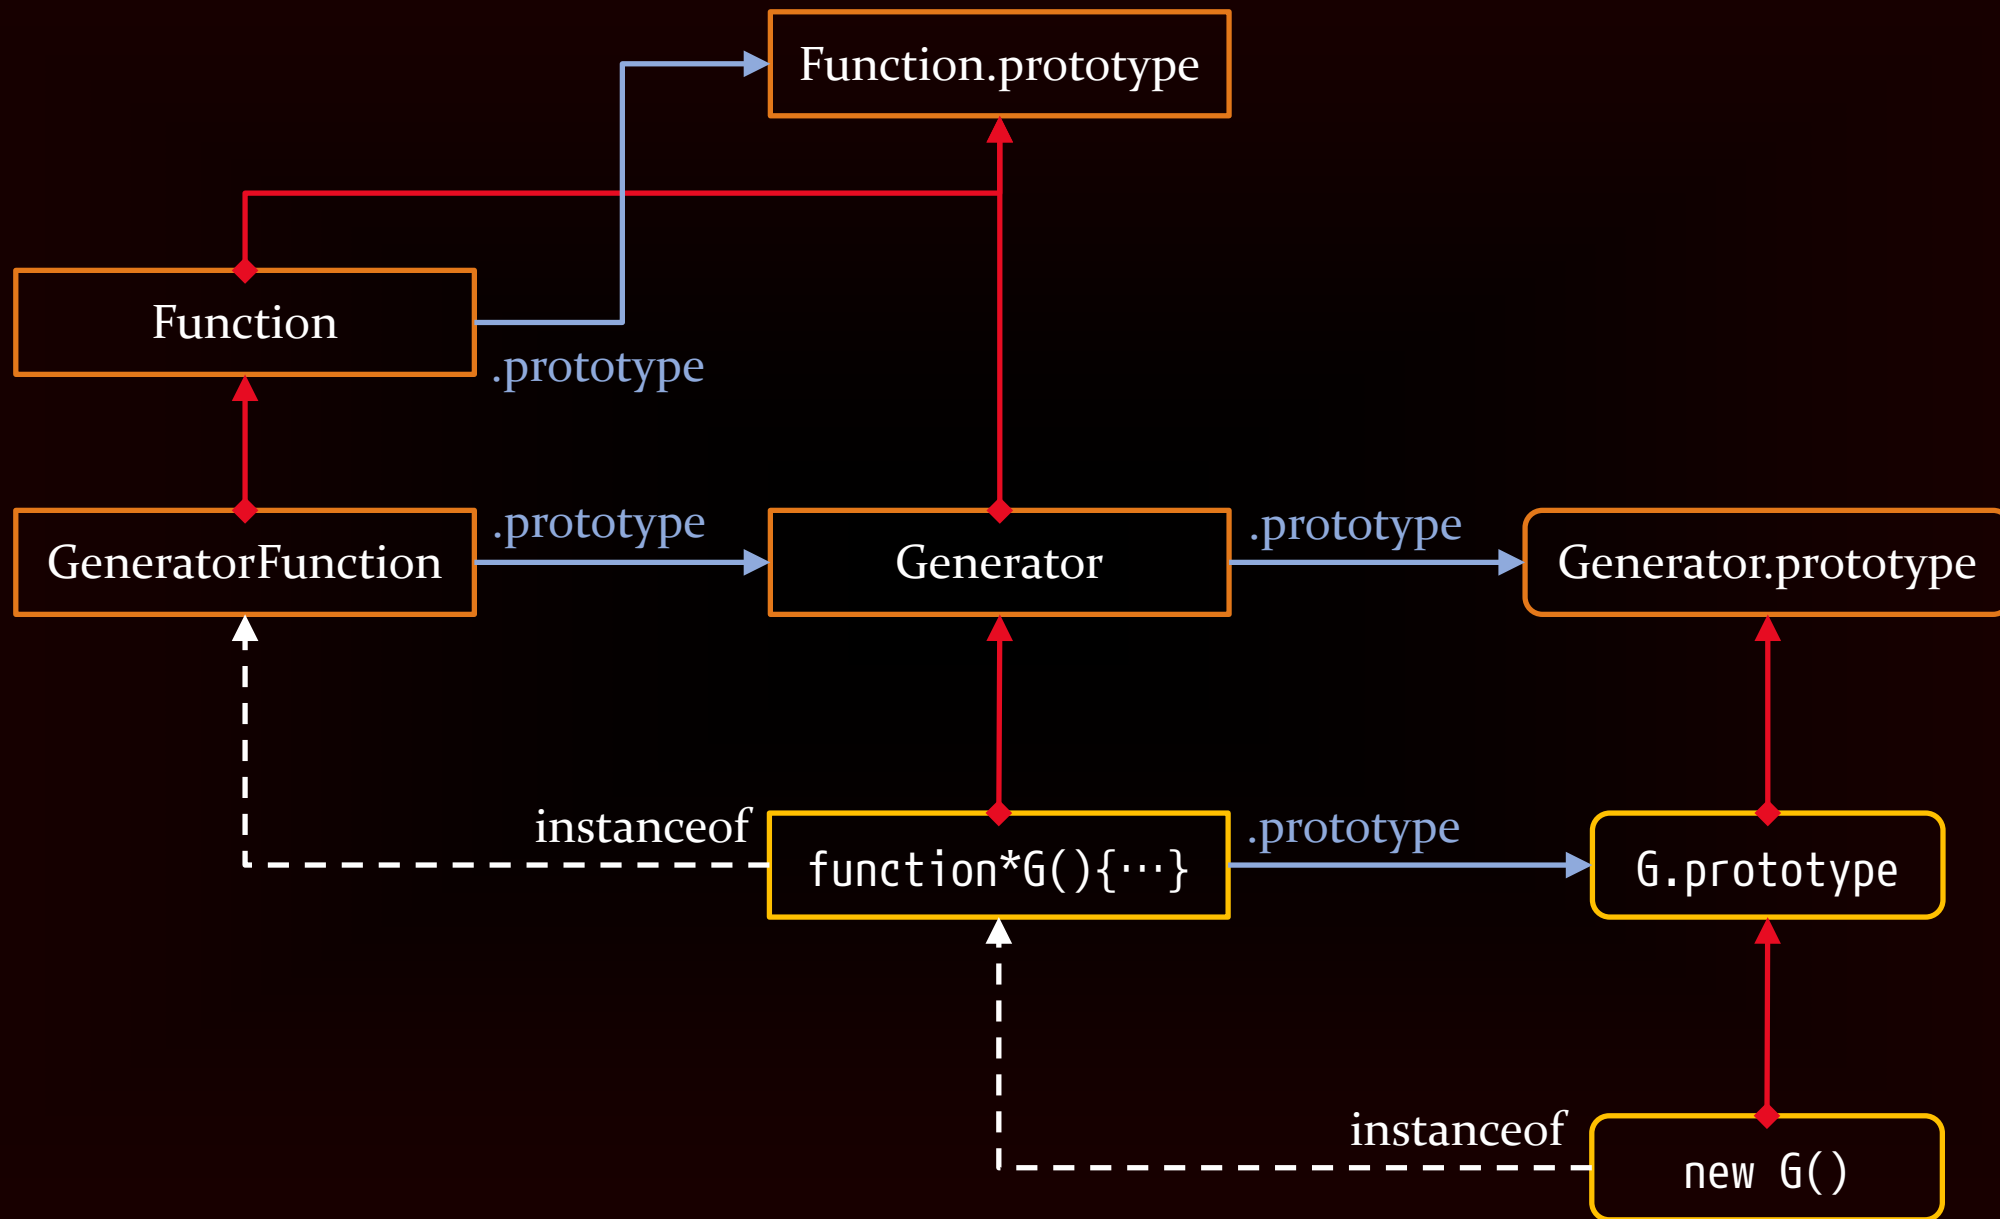 Function.prototype
Function
.prototype
GeneratorFunction
.prototype
Generator
.prototype
Generator.prototype
instanceof
function*G(){⋯}
.prototype
G.prototype
instanceof
new G()